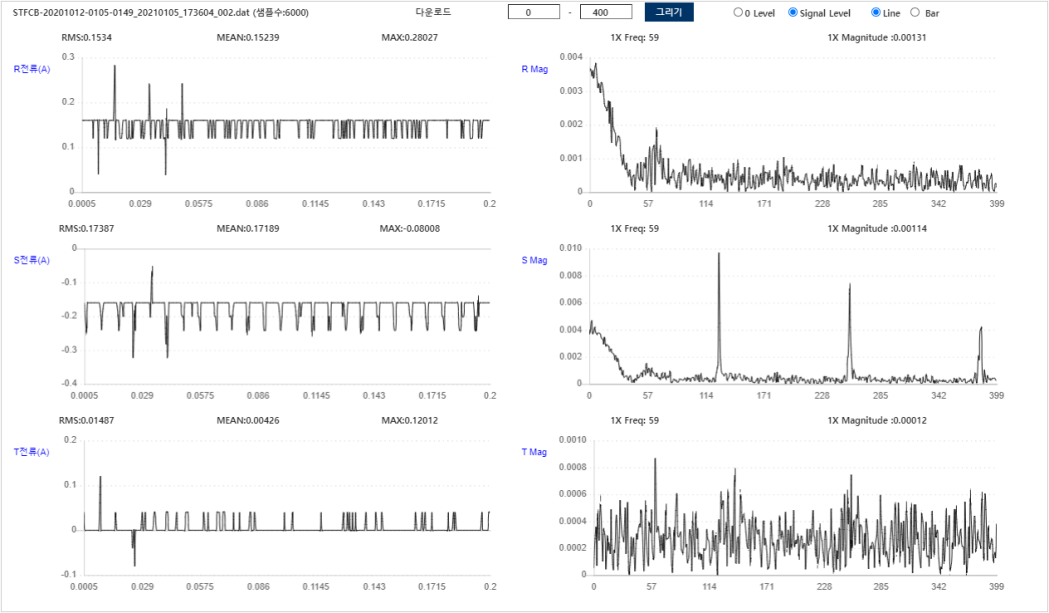 STFCB-20201012-0105-0149_20210105_173604_002.dat (샘플수:6000) 다운로드 0 - 400 그리기 0 Level Signal Level Line Bar
RMS:0.1534 MEAN:0.15239 MAX:0.28027
R전류(A)
0.3
0.2
0.1
0
0.0005 0.029 0.0575 0.086 0.1145 0.143 0.1715 0.2
1X Freq: 59 1X Magnitude :0.00131
R Mag
0.004
0.003
0.002
0.001
0
0 57 114 171 228 285 342 399
RMS:0.17387 MEAN:0.17189 MAX:-0.08008
S전류(A)
0
-0.1
-0.2
-0.3
-0.4
0.0005 0.029 0.0575 0.086 0.1145 0.143 0.1715 0.2
1X Freq: 59 1X Magnitude :0.00114
S Mag
0.010
0.008
0.006
0.004
0.002
0
0 57 114 171 228 285 342 399
RMS:0.01487 MEAN:0.00426 MAX:0.12012
T전류(A)
0.2
0.1
0
-0.1
0.0005 0.029 0.0575 0.086 0.1145 0.143 0.1715 0.2
1X Freq: 59 1X Magnitude :0.00012
T Mag
0.0010
0.0008
0.0006
0.0004
0.0002
0
0 57 114 171 228 285 342 399